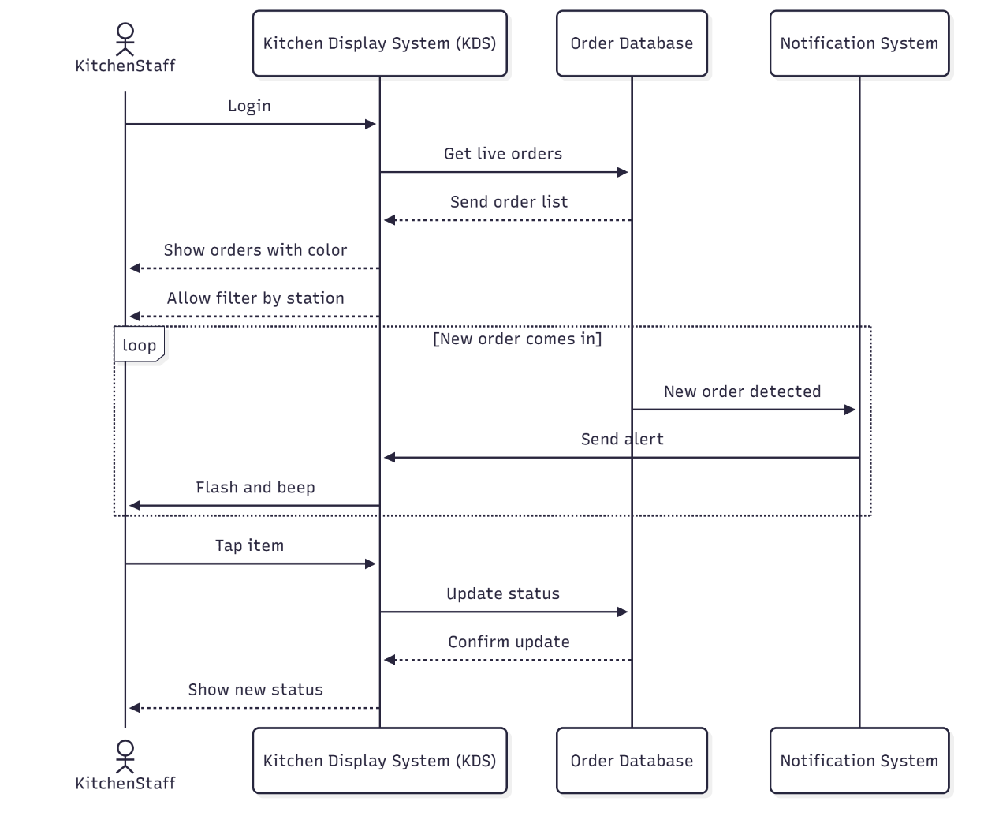 KitchenStaff
Kitchen Display System (KDS)
Order Database
Notification System
Login
Get live orders
Send order list
Show orders with color
Allow filter by station
loop
[New order comes in]
New order detected
Send alert
Flash and beep
Tap item
Update status
Confirm update
Show new status
KitchenStaff
Kitchen Display System (KDS)
Order Database
Notification System